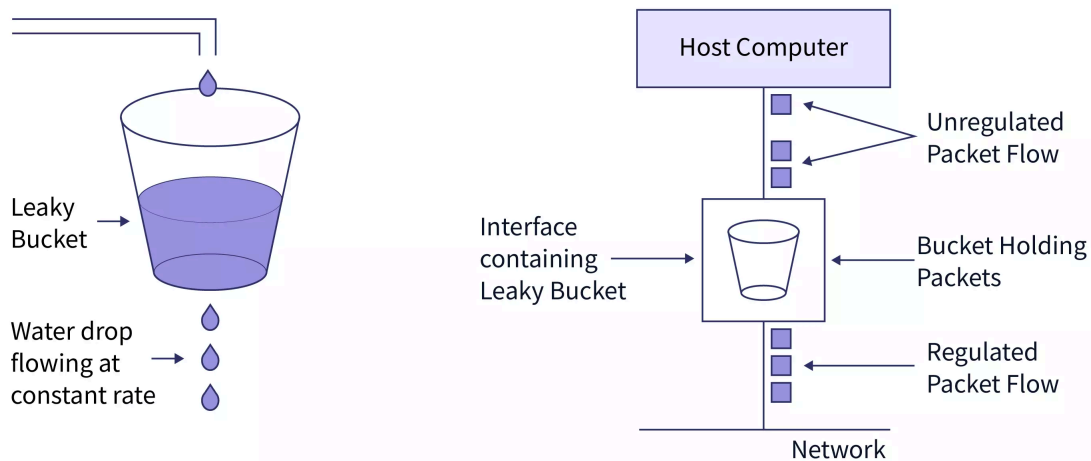 Leaky
Bucket
Water drop
flowing at
constant rate
Host Computer
Unregulated
Packet Flow
Interface
containing
Leaky Bucket
Bucket Holding
Packets
Regulated
Packet Flow
Network